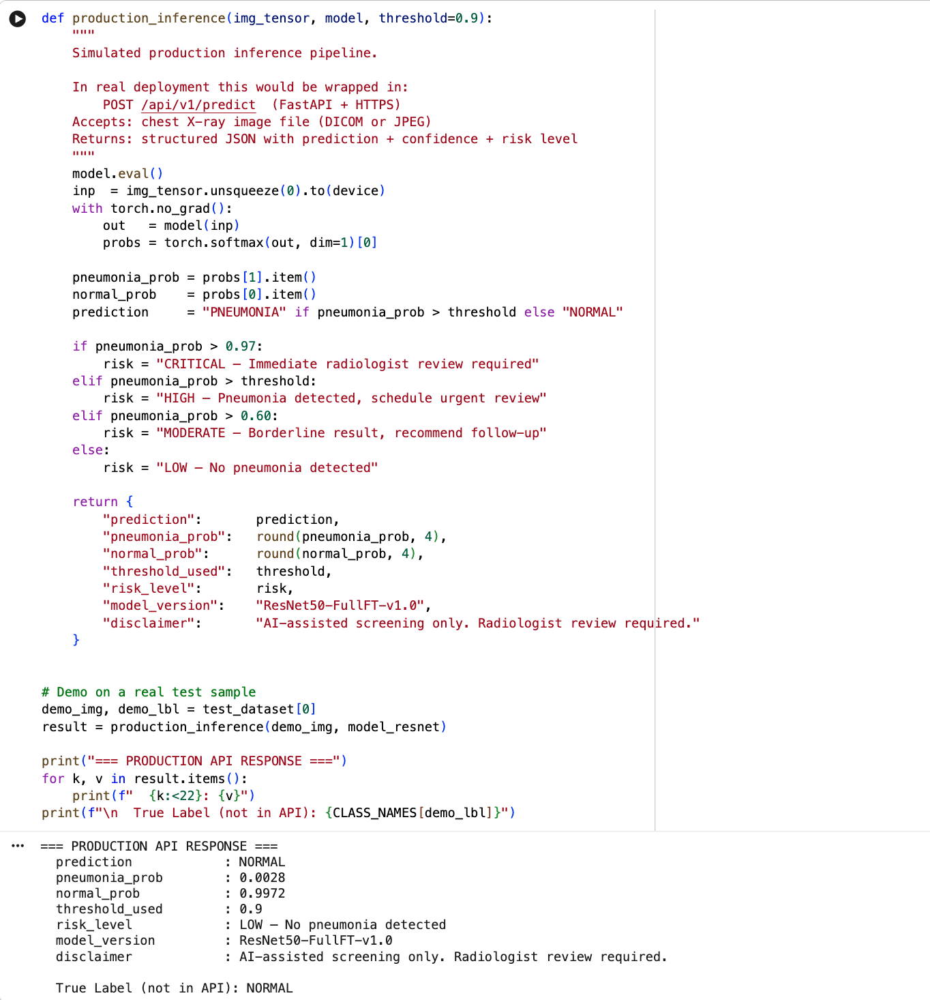 def production_inference(img_tensor, model, threshold=0.9):
    """
    Simulated production inference pipeline.

    In real deployment this would be wrapped in:
        POST /api/v1/predict  (FastAPI + HTTPS)
    Accepts: chest X-ray image file (DICOM or JPEG)
    Returns: structured JSON with prediction + confidence + risk level
    """
    model.eval()
    inp  = img_tensor.unsqueeze(0).to(device)
    with torch.no_grad():
        out   = model(inp)
        probs = torch.softmax(out, dim=1)[0]

    pneumonia_prob = probs[1].item()
    normal_prob    = probs[0].item()
    prediction     = "PNEUMONIA" if pneumonia_prob > threshold else "NORMAL"

    if pneumonia_prob > 0.97:
        risk = "CRITICAL — Immediate radiologist review required"
    elif pneumonia_prob > threshold:
        risk = "HIGH — Pneumonia detected, schedule urgent review"
    elif pneumonia_prob > 0.60:
        risk = "MODERATE — Borderline result, recommend follow-up"
    else:
        risk = "LOW — No pneumonia detected"

    return {
        "prediction":       prediction,
        "pneumonia_prob":   round(pneumonia_prob, 4),
        "normal_prob":      round(normal_prob, 4),
        "threshold_used":   threshold,
        "risk_level":       risk,
        "model_version":    "ResNet50-FullFT-v1.0",
        "disclaimer":       "AI-assisted screening only. Radiologist review required."
    }


# Demo on a real test sample
demo_img, demo_lbl = test_dataset[0]
result = production_inference(demo_img, model_resnet)

print("=== PRODUCTION API RESPONSE ===")
for k, v in result.items():
    print(f"  {k:<22}: {v}")
print(f"\n  True Label (not in API): {CLASS_NAMES[demo_lbl]}")
=== PRODUCTION API RESPONSE ===
  prediction            : NORMAL
  pneumonia_prob        : 0.0028
  normal_prob           : 0.9972
  threshold_used        : 0.9
  risk_level            : LOW — No pneumonia detected
  model_version         : ResNet50-FullFT-v1.0
  disclaimer            : AI-assisted screening only. Radiologist review required.

  True Label (not in API): NORMAL